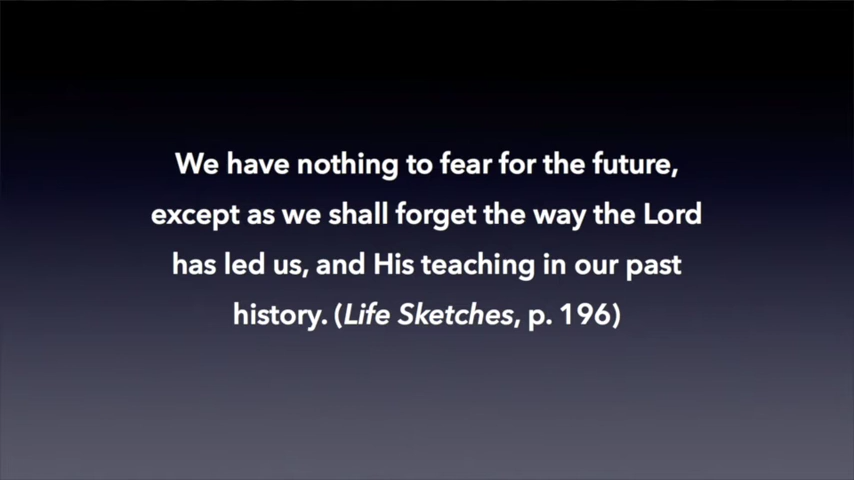 We have nothing to fear for the future,
except as we shall forget the way the Lord
has led us, and His teaching in our past
history. (Life Sketches, p. 196)